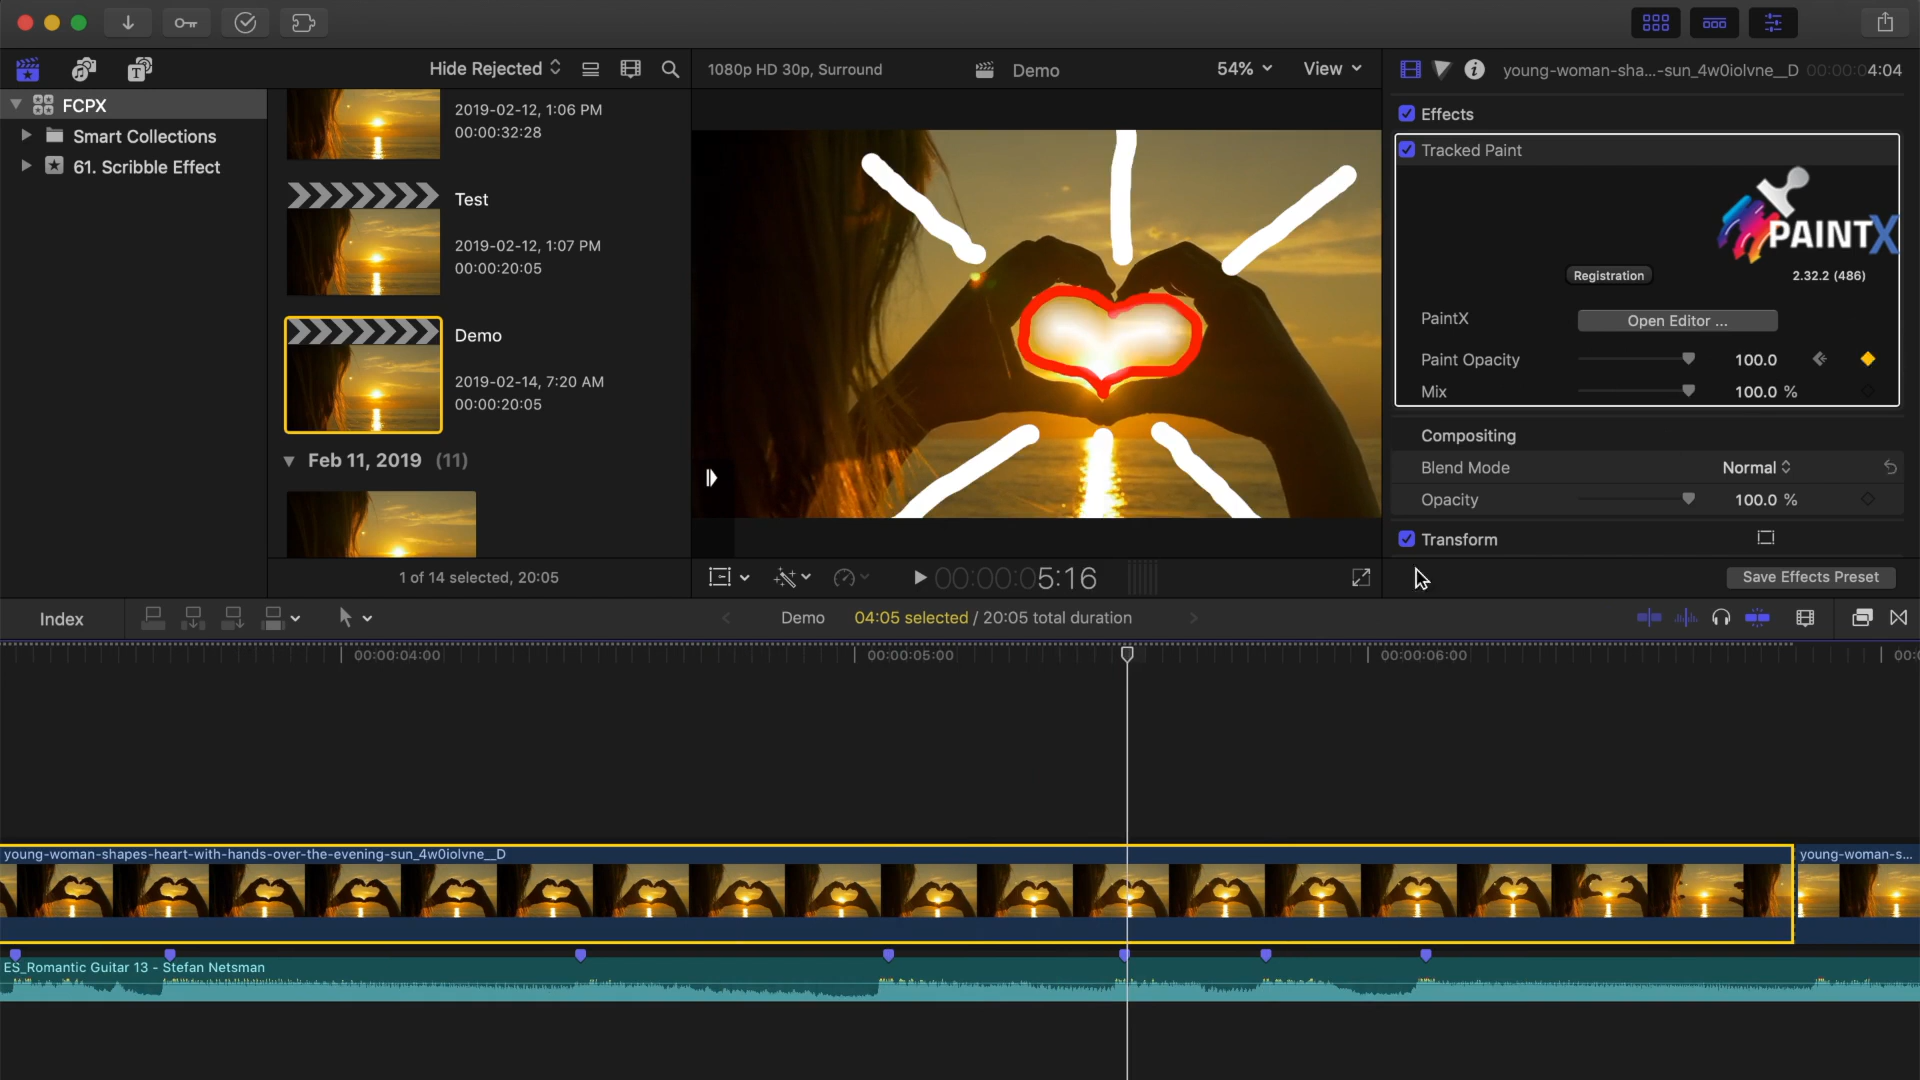 Hide Rejected
1080p HD 30p, Surround
Demo
54%
View
young-woman-sha...-sun_4w0iolvne__D
00:00:04:04
FCPX
Smart Collections
61. Scribble Effect
2019-02-12, 1:06 PM
00:00:32:28
Test
2019-02-12, 1:07 PM
00:00:20:05
Demo
2019-02-14, 7:20 AM
00:00:20:05
Feb 11, 2019 (11)
1 of 14 selected, 20:05
00:00:05:16
Effects
Tracked Paint
PAINTX
Registration
2.32.2 (486)
PaintX
Open Editor ...
Paint Opacity
100.0
Mix
100.0 %
Compositing
Blend Mode
Normal
Opacity
100.0 %
Transform
Save Effects Preset
Index
Demo
04:05 selected / 20:05 total duration
00:00:04:00
00:00:05:00
00:00:06:00
young-woman-shapes-heart-with-hands-over-the-evening-sun_4w0iolvne__D
young-woman-s...
ES_Romantic Guitar 13 - Stefan Netsman